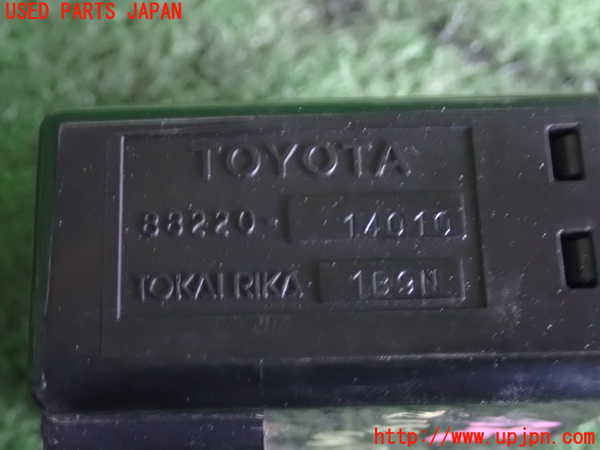 USED PARTS JAPAN
TOYOTA
88220- 14010
TOKAI RIKA 1B9N
http://www.upjpn.com/